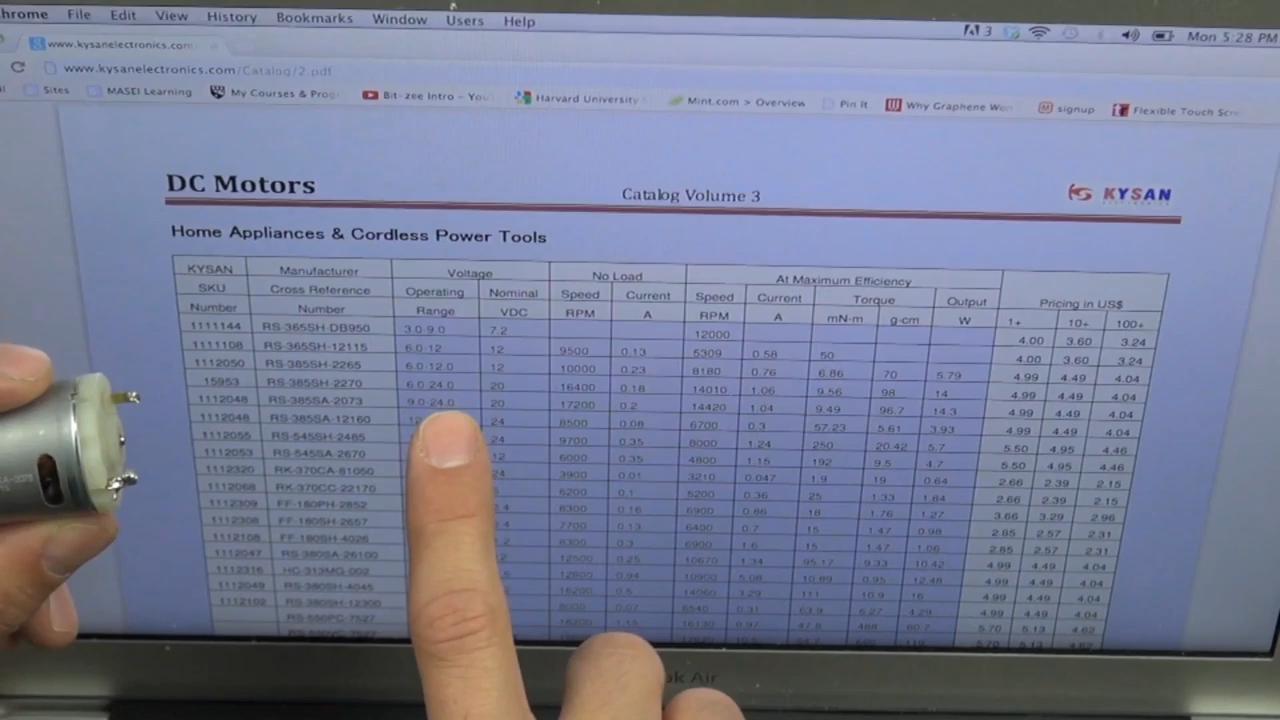 hrome File Edit View History Bookmarks Window Users Help 3 Mon 5:28 PM
www.kysanelectronics.com
www.kysanelectronics.com/Catalog/2.pdf
Sites MASEI Learning My Courses & Prog Bit-zee Intro - You Harvard University Mint.com > Overview Pin It Why Graphene Won signup Flexible Touch Scre
DC Motors Catalog Volume 3 KYSAN
Home Appliances & Cordless Power Tools
KYSAN Manufacturer Voltage No Load At Maximum Efficiency
SKU Cross Reference Operating Nominal Speed Current Speed Current Torque Output Pricing in US$
Number Number Range VDC RPM A RPM A mN-m g-cm W 1+ 10+ 100+
1111144 RS-365SH-DB950 3.0-9.0 7.2 12000 4.00 3.60 3.24
1111108 RS-365SH-12115 6.0-12 12 9500 0.13 5309 0.58 50 4.00 3.60 3.24
1112050 RS-385SH-2265 6.0-12.0 12 10000 0.23 8180 0.76 6.86 70 5.79 4.99 4.49 4.04
15953 RS-385SH-2270 6.0-24.0 20 16400 0.18 14010 1.06 9.56 98 14 4.99 4.49 4.04
1112048 RS-385SA-2073 9.0-24.0 20 17200 0.2 14420 1.04 9.49 96.7 14.3 4.99 4.49 4.04
1112048 RS-385SA-12160 24 8500 0.08 6700 0.3 57.23 5.61 3.93 4.99 4.49 4.04
1112055 RS-545SH-2485 24 9700 0.35 8000 1.24 250 20.42 5.7 5.50 4.95 4.46
1112053 RS-545SA-2670 12 6000 0.35 4800 1.15 192 9.5 4.7 5.50 4.95 4.46
1112320 RK-370CA-81050 24 3900 0.01 3210 0.047 1.9 19 0.64 2.66 2.39 2.15
1112068 RK-370CC-22170 6200 0.1 5200 0.36 25 1.33 1.84 2.66 2.39 2.15
1112309 FF-180PH-2852 8300 0.16 6900 0.86 18 1.76 1.27 3.66 3.29 2.96
1112308 FF-180SH-2657 7700 0.13 6400 0.7 15 1.47 0.98 2.85 2.57 2.31
1112108 FF-180SH-4026 8300 0.3 6900 1.6 15 1.47 1.06 2.85 2.57 2.31
1112047 RS-380SA-26100 12500 0.25 10670 1.34 95.17 9.33 10.42 4.99 4.49 4.04
1112316 HC-313MG-002 12800 0.94 10900 5.08 10.89 0.95 12.48 4.99 4.49 4.04
1112049 RS-380SH-4045 16200 0.5 14060 1.29 111 10.9 16 4.99 4.49 4.04
1112102 RS-380SH-12300 8000 0.07 6540 0.31 63.9 6.27 4.29 4.99 4.49 4.04
RS-550PC-7527 5.70 5.13 4.62